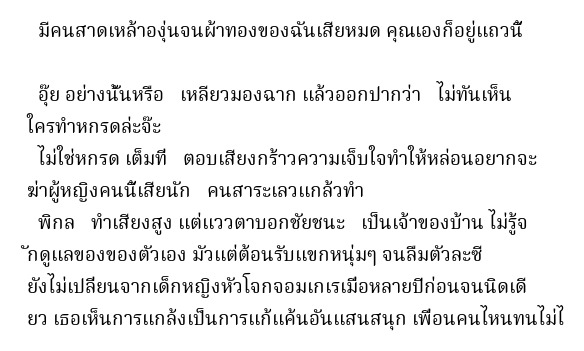 มีคนสาดเหล้าองุ่นจนผ้าทองของฉันเสียหมด คุณเองก็อยู่แถวนี้
อุ๊ย อย่างนั้นหรือ เหลียวมองฉาก แล้วออกปากว่า ไม่ทันเห็น
ใครทำหกรดล่ะจ๊ะ
ไม่ใช่หกรด เต็มที ตอบเสียงกร้าวความเจ็บใจทำให้หล่อนอยากจะ
ฆ่าผู้หญิงคนนี้เสียนัก คนสาระเลวแกล้วทำ
พิกล ทำเสียงสูง แต่แววตาบอกชัยชนะ เป็นเจ้าของบ้าน ไม่รู้จ
ักดูแลของของตัวเอง มัวแต่ต้อนรับแขกหนุ่มๆ จนลืมตัวละซี
ยังไม่เปลี่ยนจากเด็กหญิงหัวโจกจอมเกเรเมื่อหลายปีก่อนจนนิดเดี
ยว เธอเห็นการแกล้งเป็นการแก้แค้นอันแสนสนุก เพื่อนคนไหนทนไม่ไ